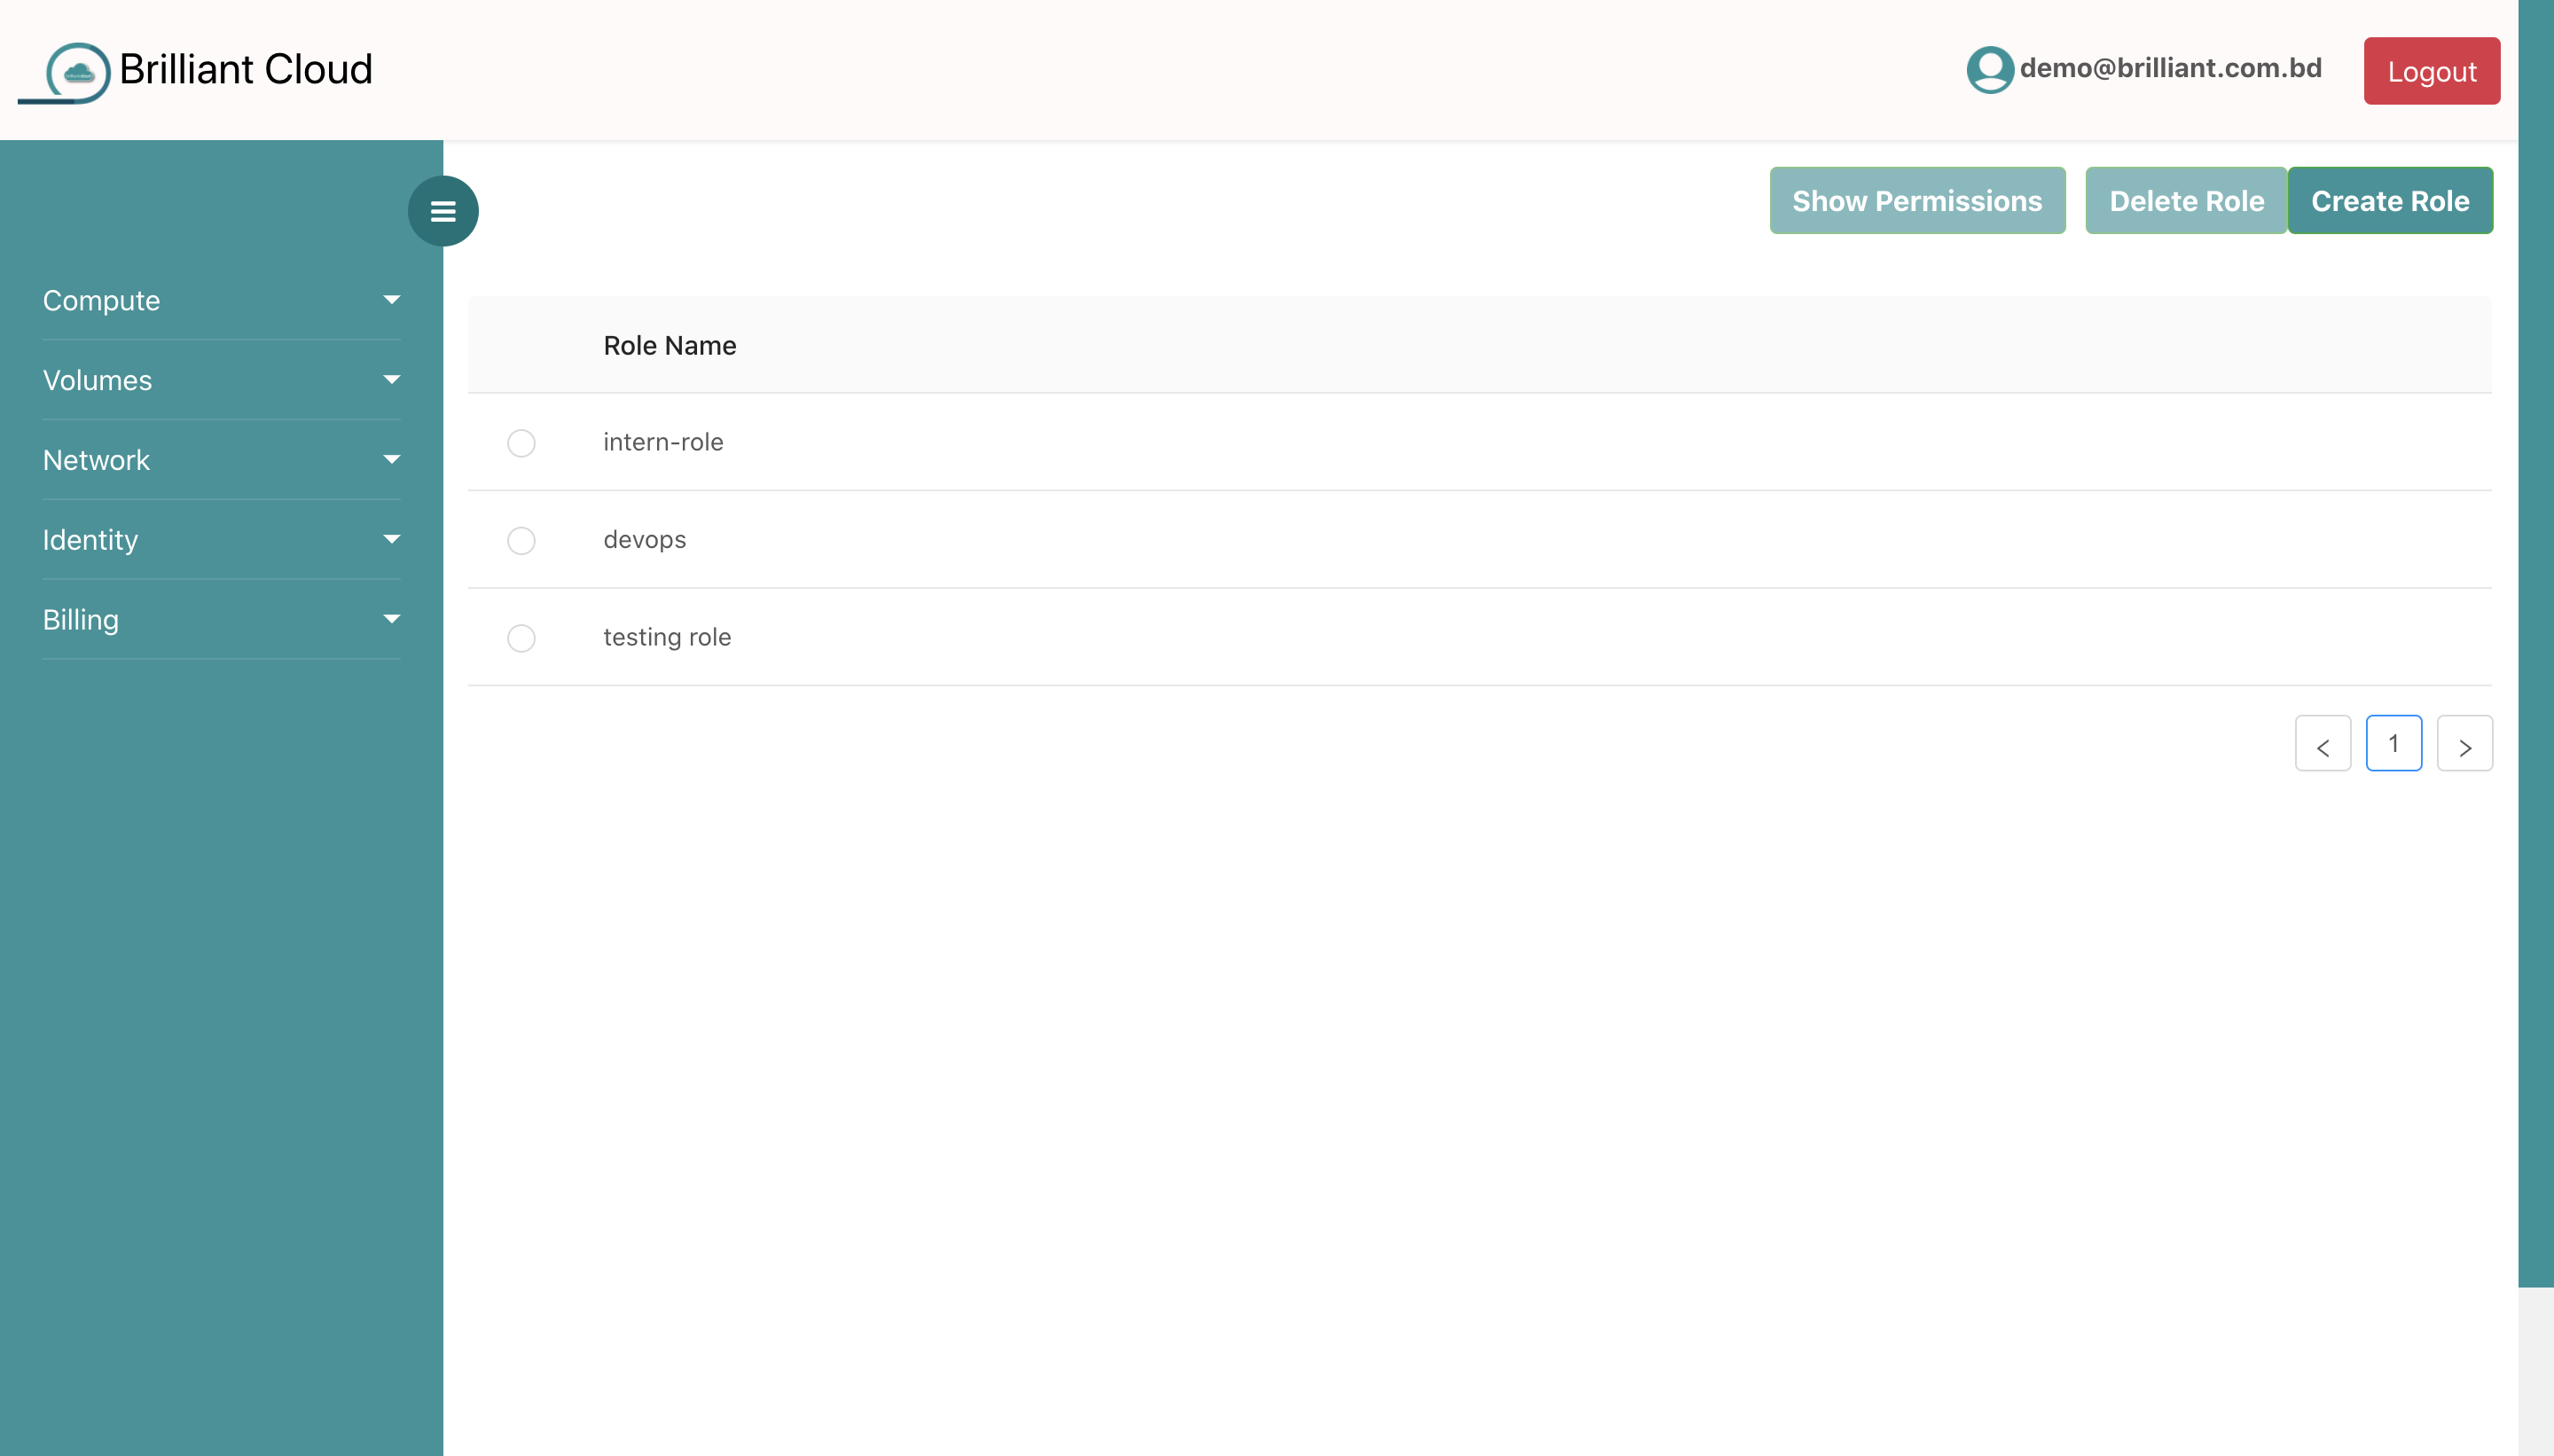 Brilliant Cloud
demo@brilliant.com.bd
Logout
Show Permissions
Delete Role
Create Role
Compute
Volumes
Network
Identity
Billing
Role Name
intern-role
devops
testing role
1